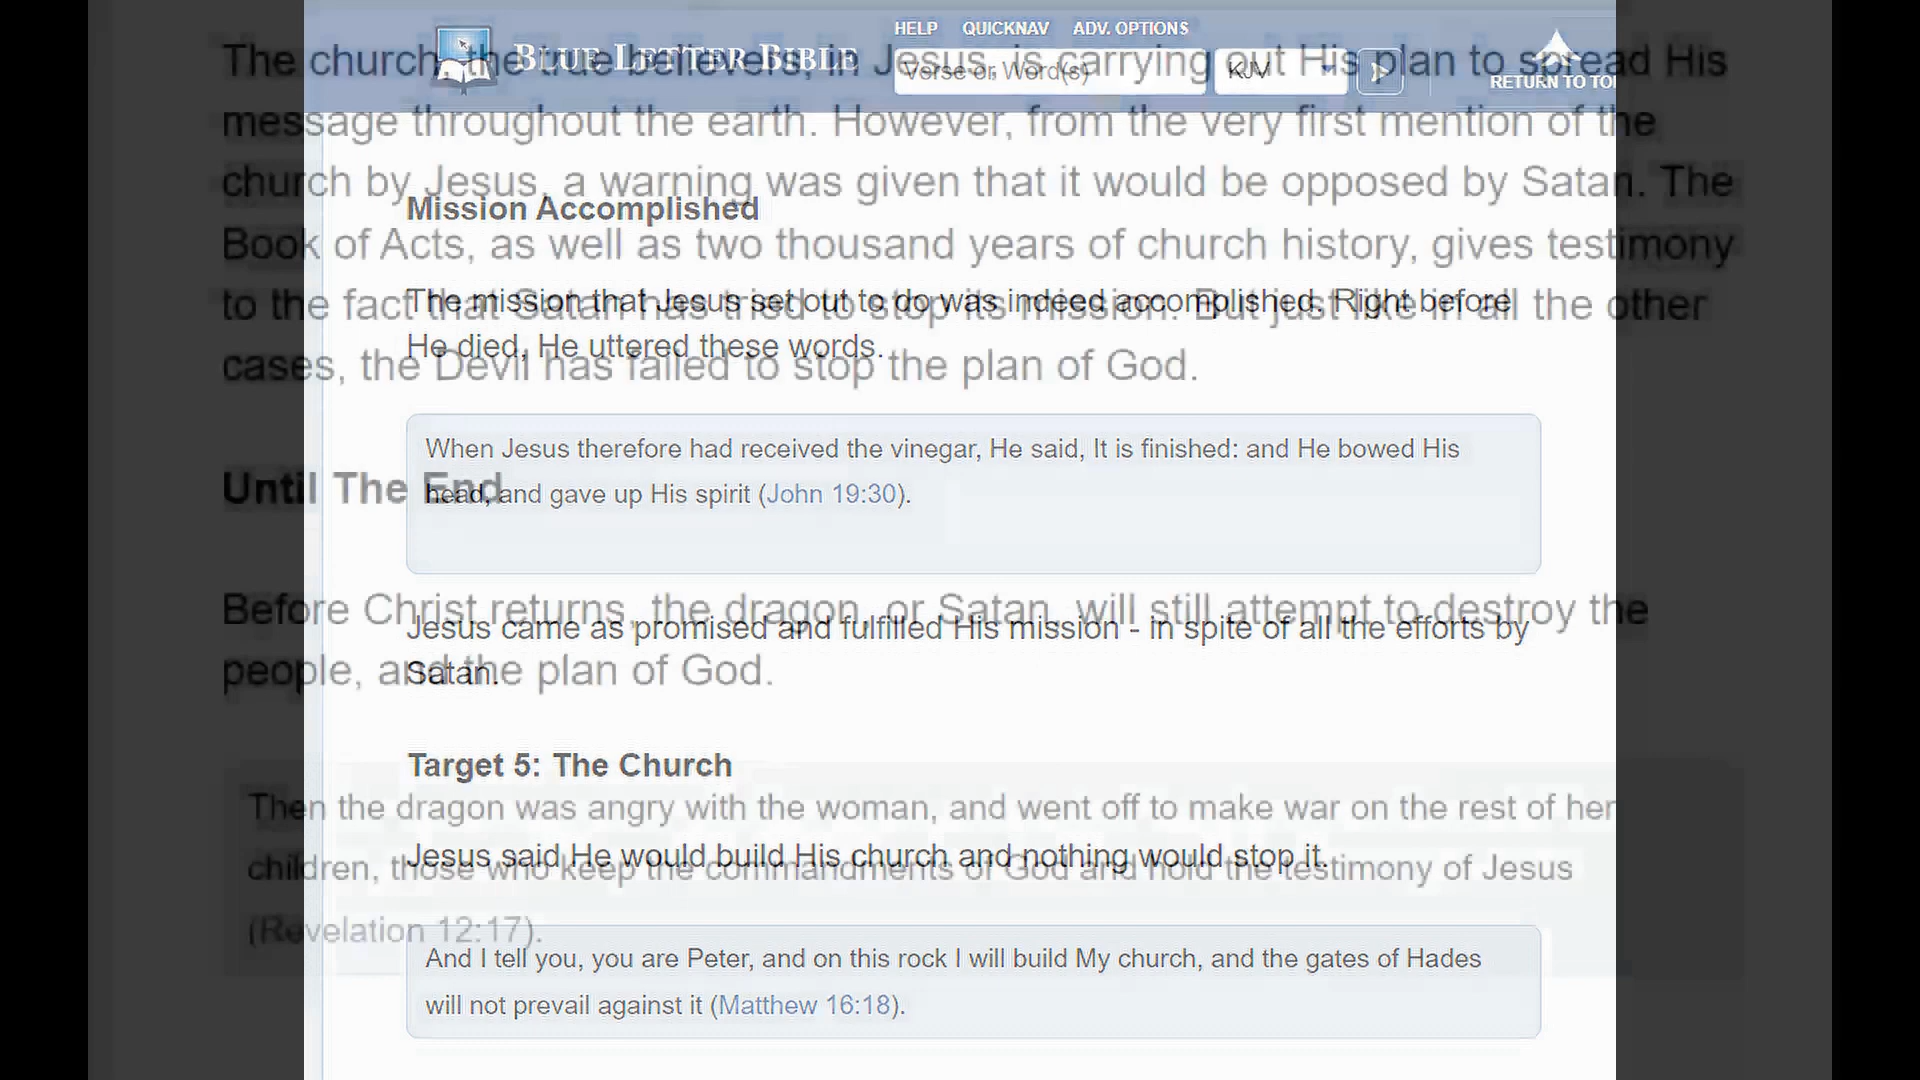 HELP QUICKNAV ADV. OPTIONS
BLUE LETTER BIBLE
Verse or Word(s)
KJV
RETURN TO TO
Mission Accomplished
The mission that Jesus set out to do was indeed accomplished. Right before
He died, He uttered these words.
When Jesus therefore had received the vinegar, He said, It is finished: and He bowed His
head, and gave up His spirit (John 19:30).
Jesus came as promised and fulfilled His mission - in spite of all the efforts by
Satan.
Target 5: The Church
Jesus said He would build His church and nothing would stop it.
And I tell you, you are Peter, and on this rock I will build My church, and the gates of Hades
will not prevail against it (Matthew 16:18).
The church, the true believers, in Jesus, is carrying out His plan to spread His
message throughout the earth. However, from the very first mention of the
church by Jesus, a warning was given that it would be opposed by Satan. The
Book of Acts, as well as two thousand years of church history, gives testimony
to the fact that Satan has tried to stop its mission. But just like in all the other
cases, the Devil has failed to stop the plan of God.
Until The End
Before Christ returns, the dragon, or Satan, will still attempt to destroy the
people, and the plan of God.
Then the dragon was angry with the woman, and went off to make war on the rest of her
children, those who keep the commandments of God and hold the testimony of Jesus
(Revelation 12:17).